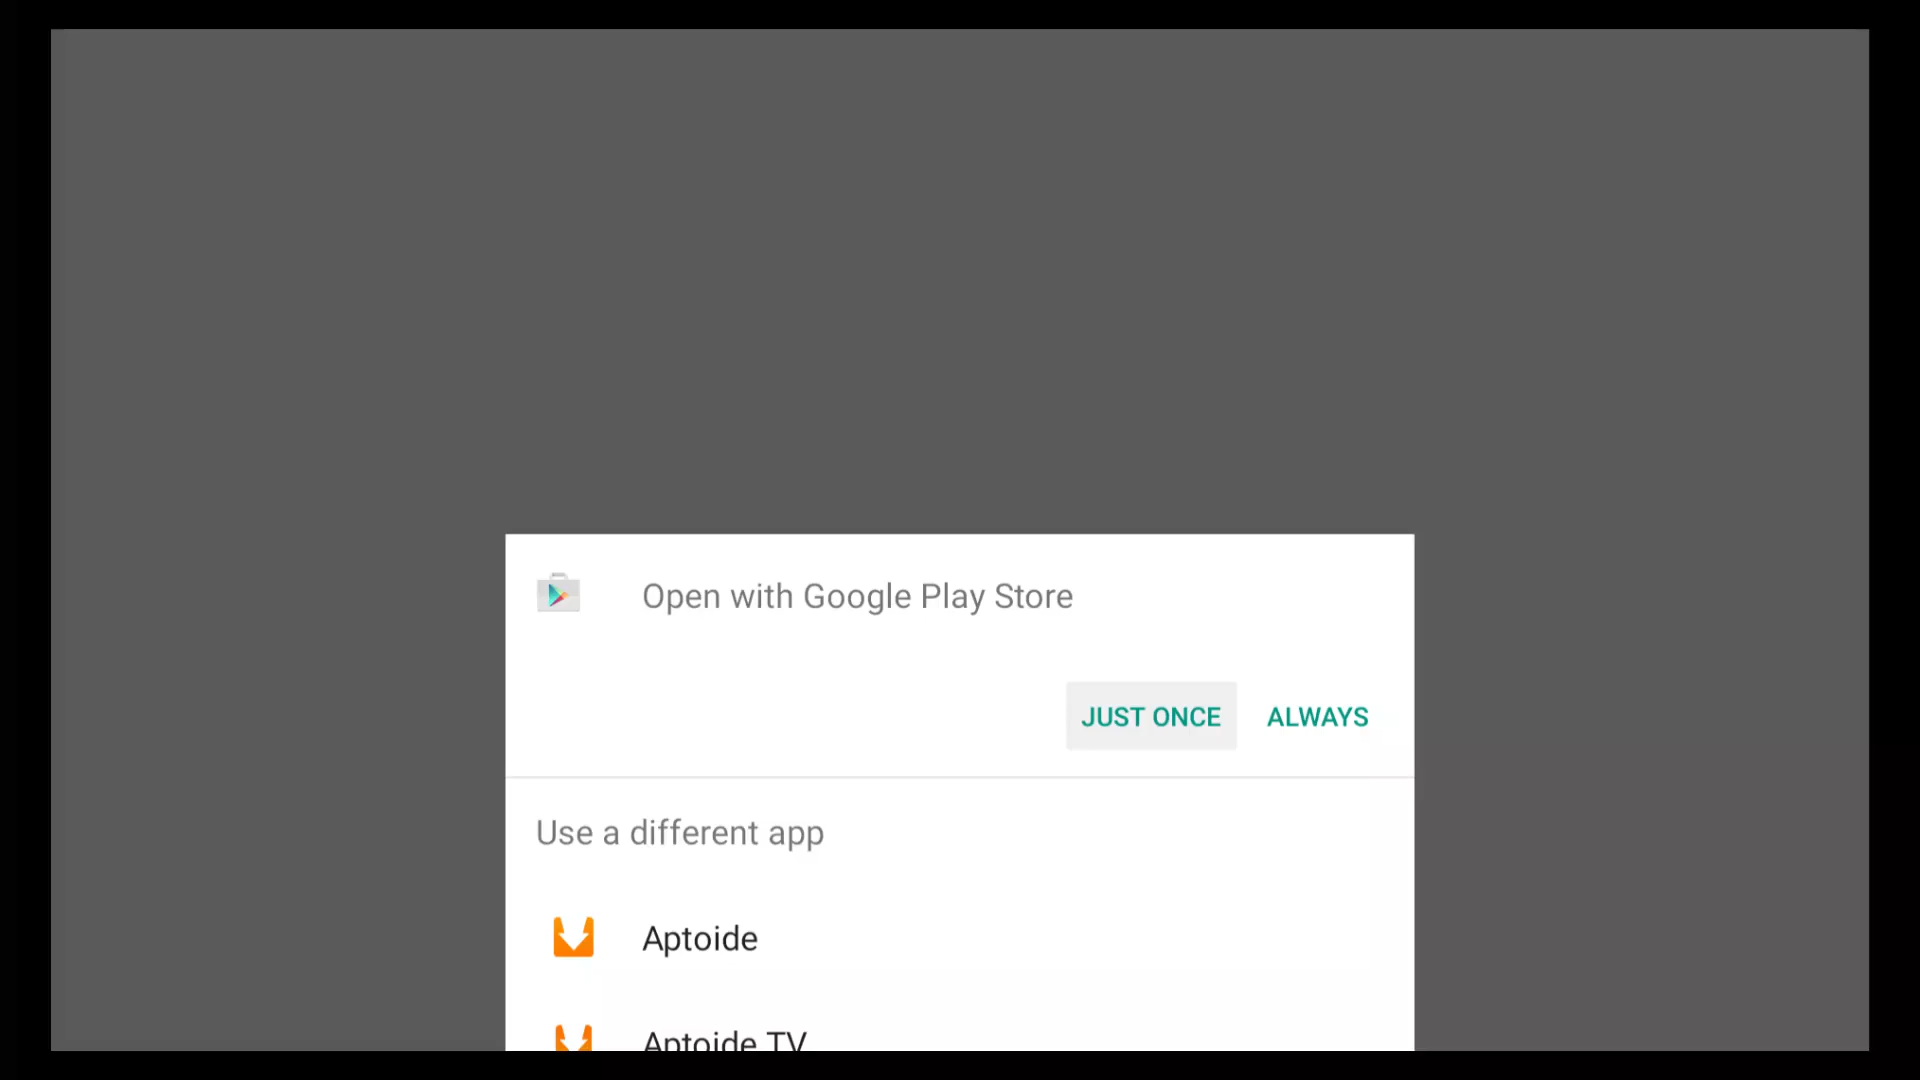 Open with Google Play Store
JUST ONCE ALWAYS
Use a different app
Aptoide
Aptoide TV